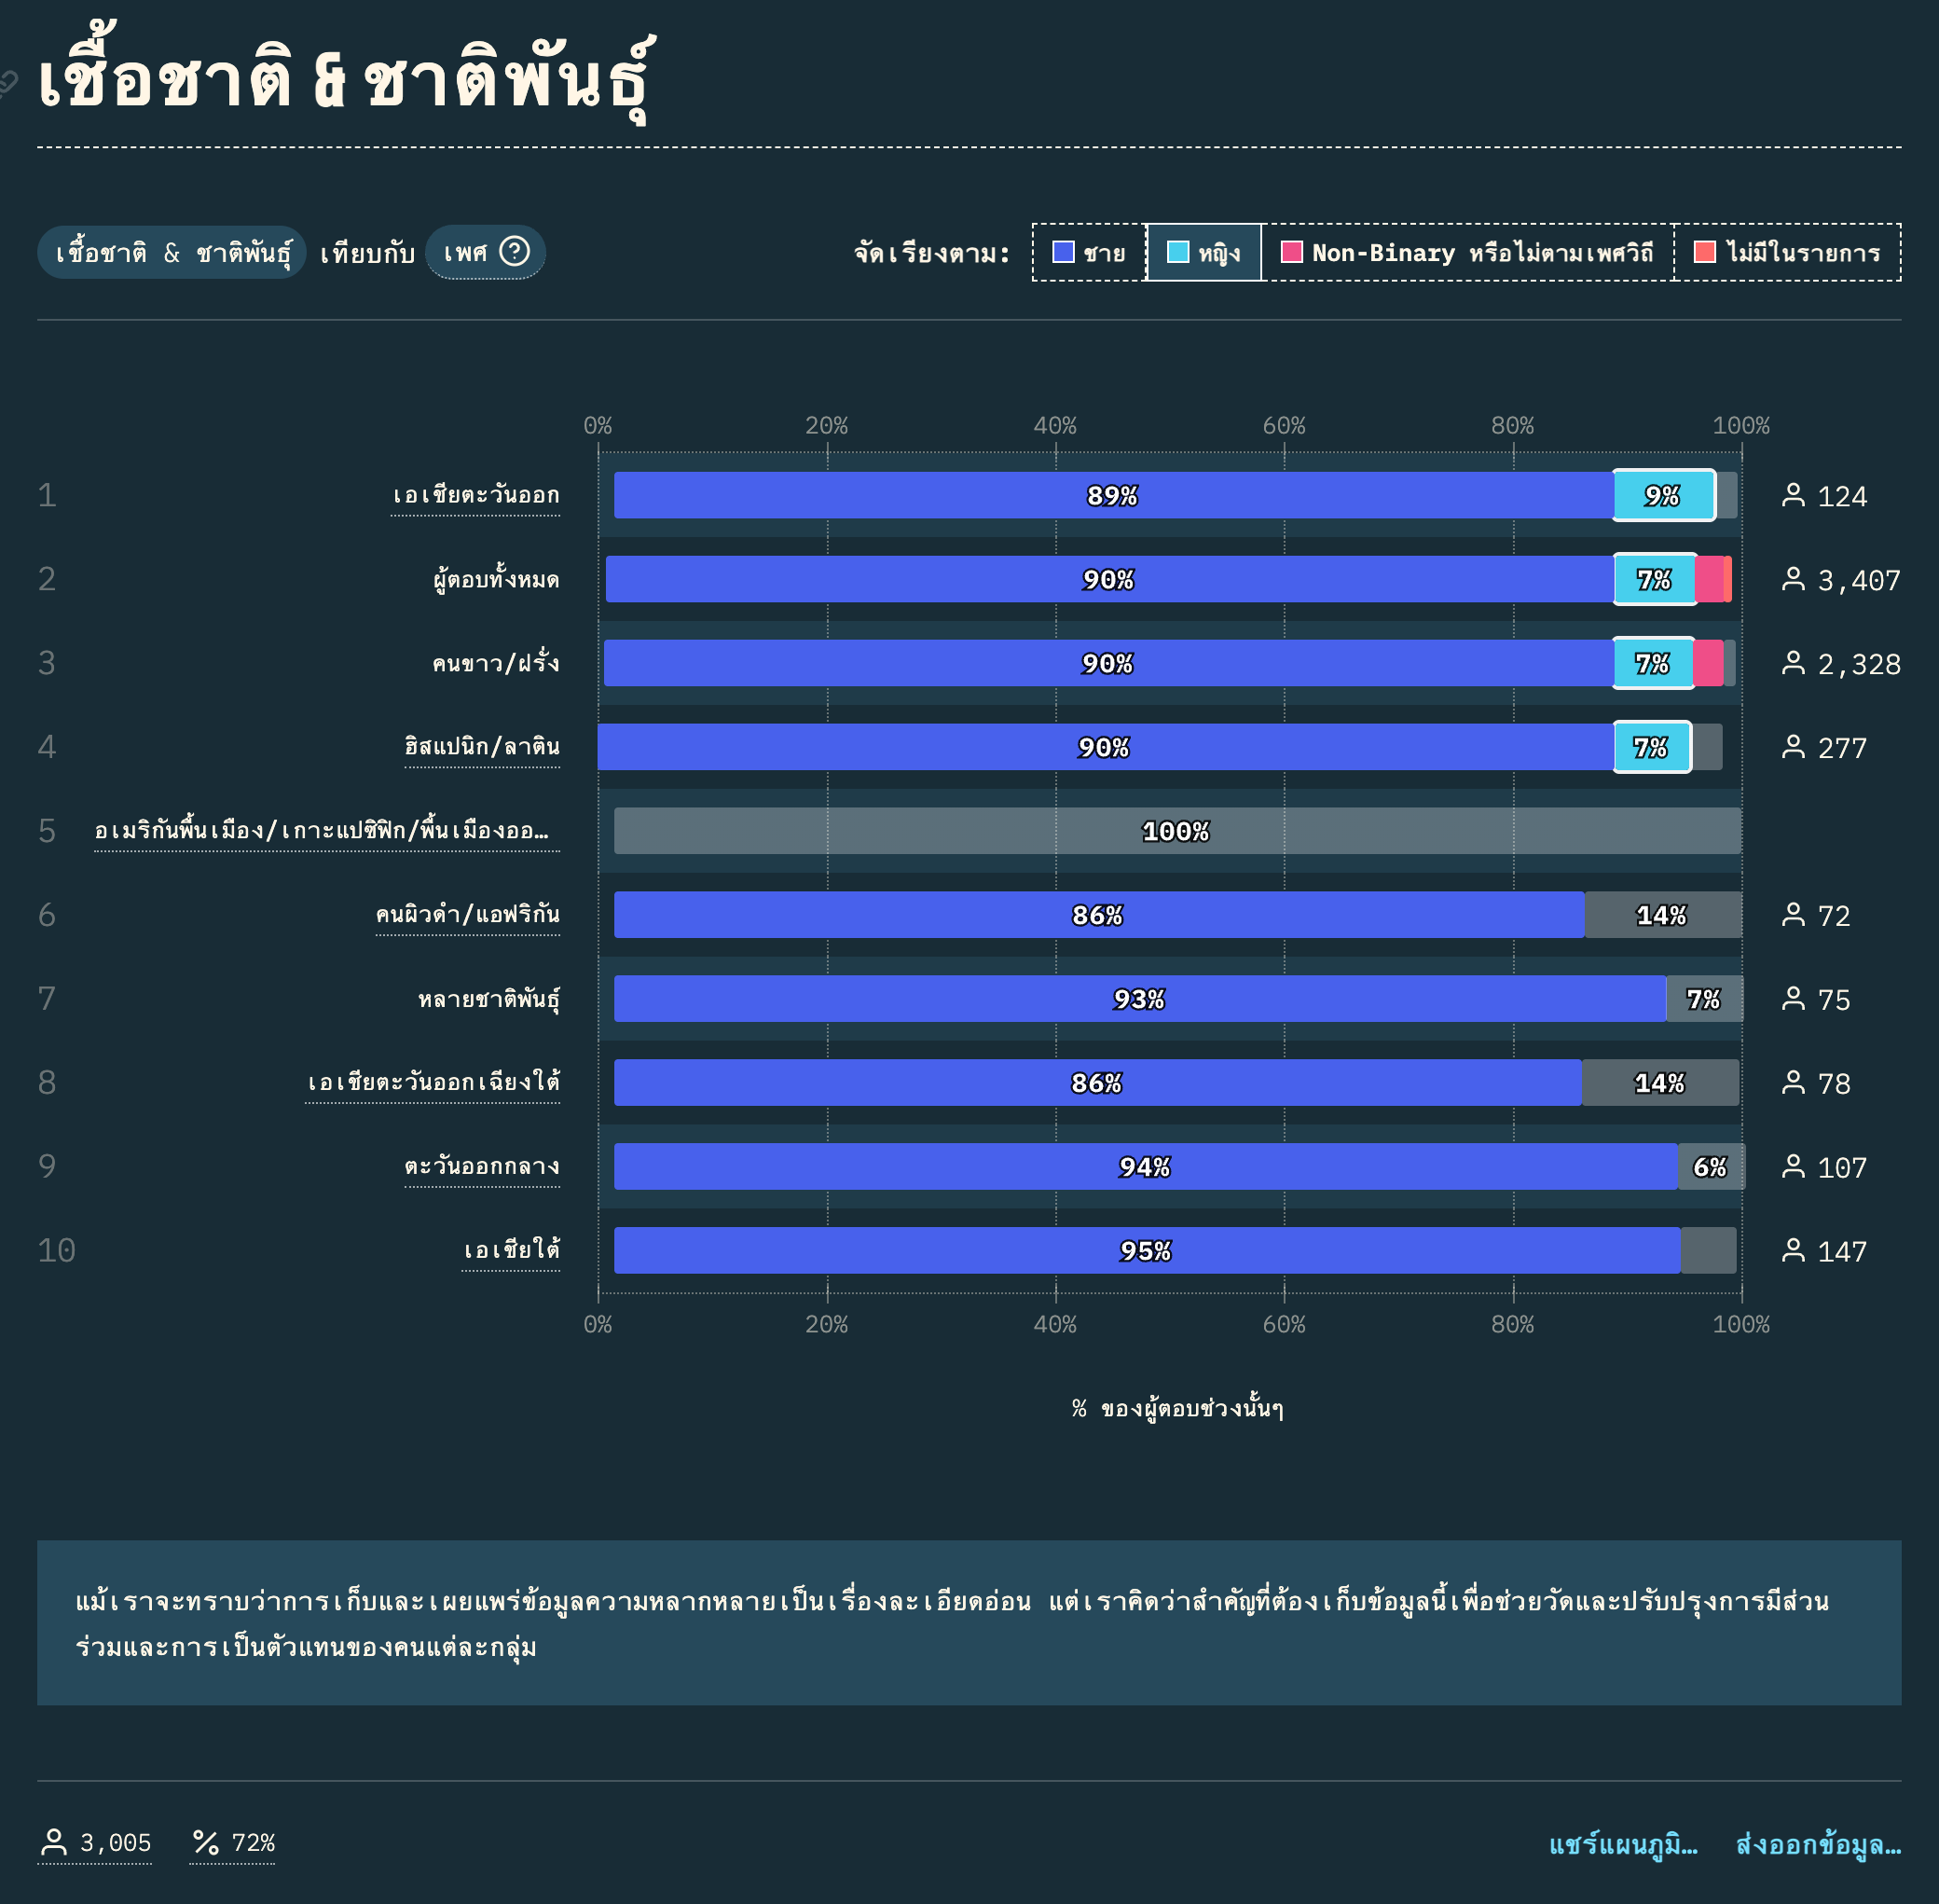 เชื้อชาติ & ชาติพันธุ์
เชื้อชาติ & ชาติพันธุ์ เทียบกับ เพศ ?
จัดเรียงตาม: ชาย หญิง Non-Binary หรือไม่ตามเพศวิถี ไม่มีในรายการ
0% 20% 40% 60% 80% 100%
1 เอเชียตะวันออก 89% 9% 124
2 ผู้ตอบทั้งหมด 90% 7% 3,407
3 คนขาว/ฝรั่ง 90% 7% 2,328
4 ฮิสแปนิก/ลาติน 90% 7% 277
5 อเมริกันพื้นเมือง/เกาะแปซิฟิก/พื้นเมืองออ… 100%
6 คนผิวดำ/แอฟริกัน 86% 14% 72
7 หลายชาติพันธุ์ 93% 7% 75
8 เอเชียตะวันออกเฉียงใต้ 86% 14% 78
9 ตะวันออกกลาง 94% 6% 107
10 เอเชียใต้ 95% 147
0% 20% 40% 60% 80% 100%
% ของผู้ตอบช่วงนั้นๆ
แม้เราจะทราบว่าการเก็บและเผยแพร่ข้อมูลความหลากหลายเป็นเรื่องละเอียดอ่อน แต่เราคิดว่าสำคัญที่ต้องเก็บข้อมูลนี้เพื่อช่วยวัดและปรับปรุงการมีส่วน
ร่วมและการเป็นตัวแทนของคนแต่ละกลุ่ม
3,005 72% แชร์แผนภูมิ… ส่งออกข้อมูล…